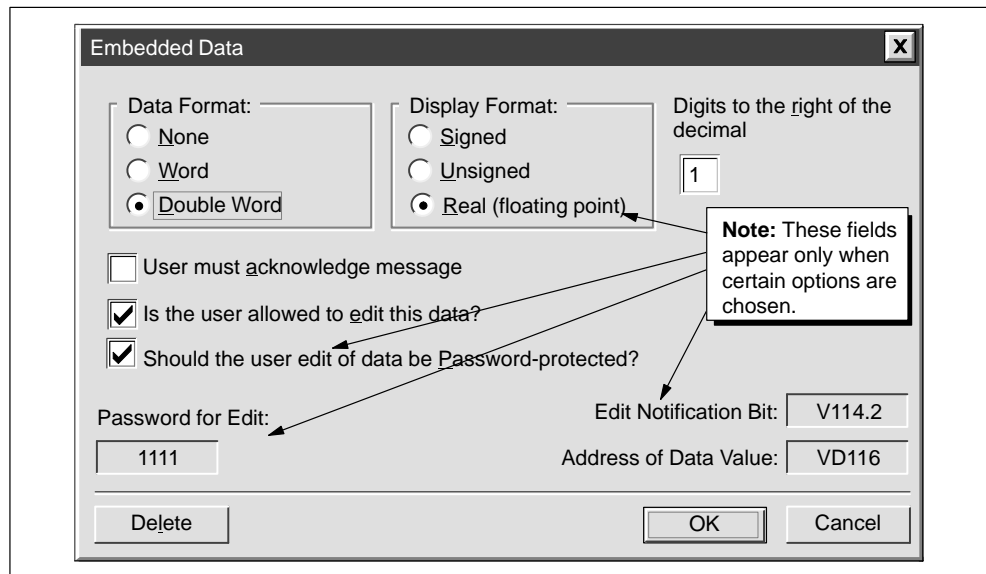 Embedded Data
X
Data Format:
None
Word
Double Word
Display Format:
Signed
Unsigned
Real (floating point)
Digits to the right of the
decimal
1
Note: These fields
appear only when
certain options are
chosen.
User must acknowledge message
Is the user allowed to edit this data?
Should the user edit of data be Password-protected?
Password for Edit:
1111
Edit Notification Bit: V114.2
Address of Data Value: VD116
Delete
OK
Cancel